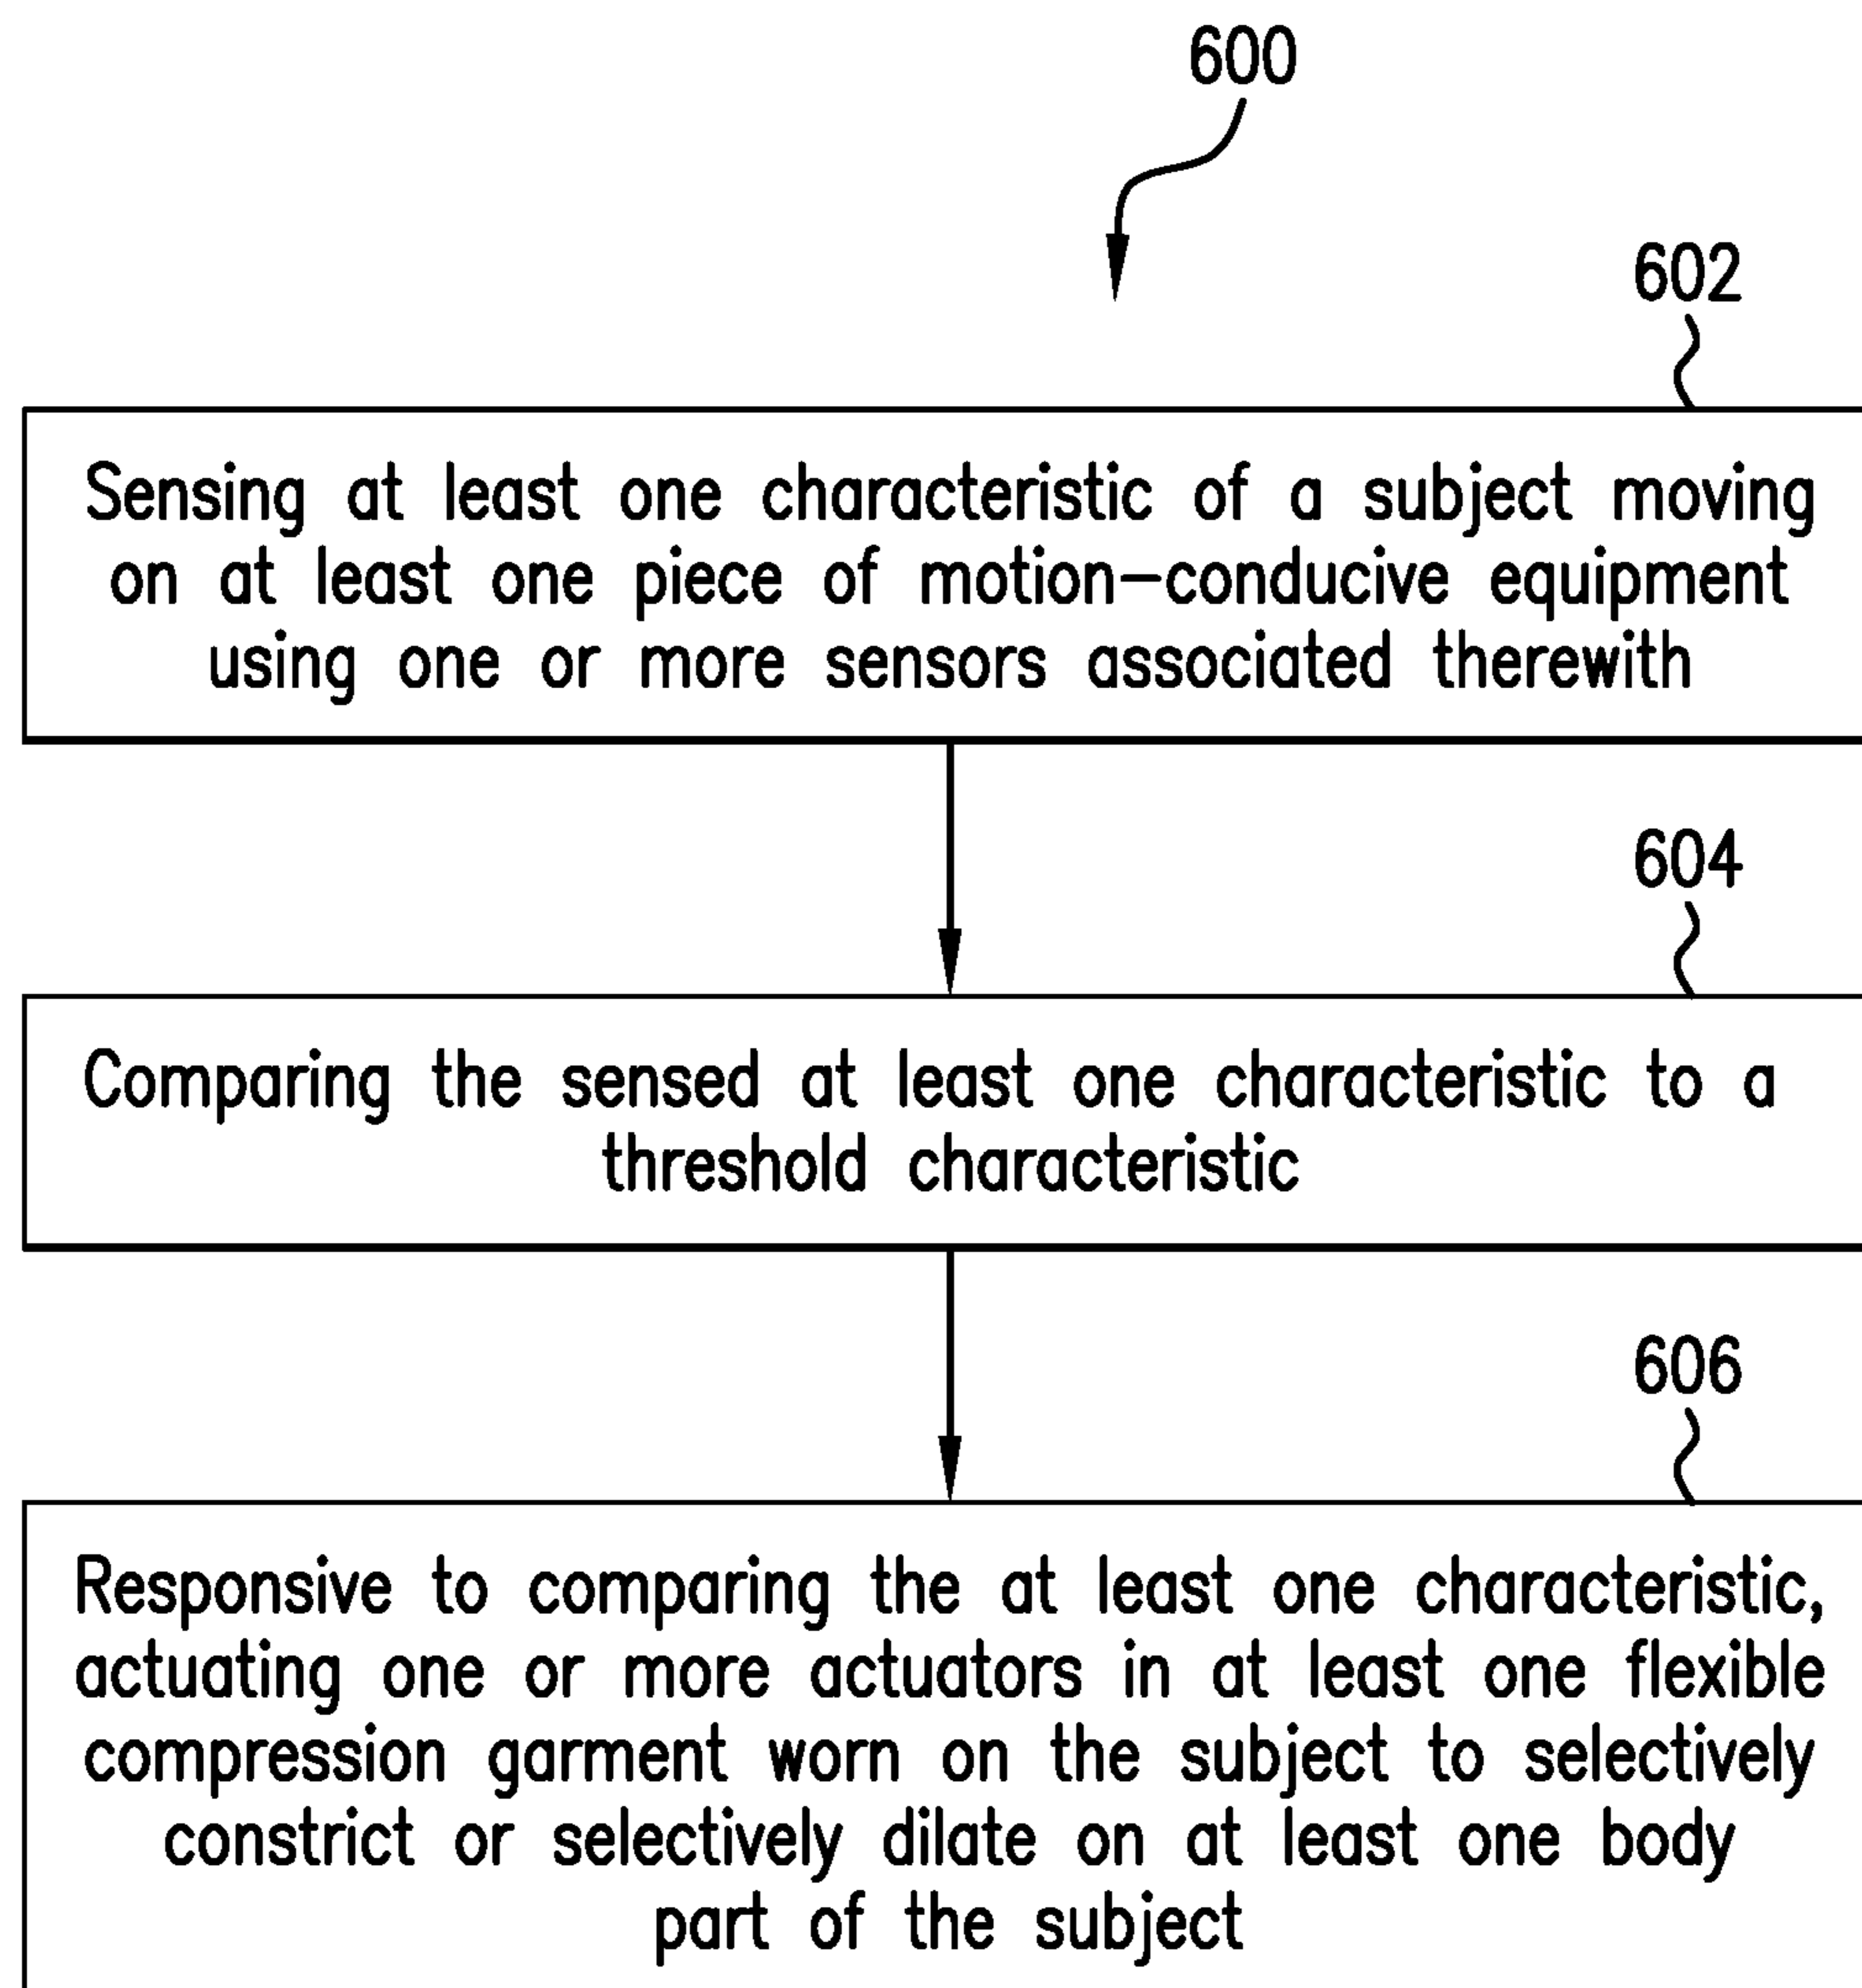 600
602
Sensing at least one characteristic of a subject moving
on at least one piece of motion-conducive equipment
using one or more sensors associated therewith
604
Comparing the sensed at least one characteristic to a
threshold characteristic
606
Responsive to comparing the at least one characteristic,
actuating one or more actuators in at least one flexible
compression garment worn on the subject to selectively
constrict or selectively dilate on at least one body
part of the subject